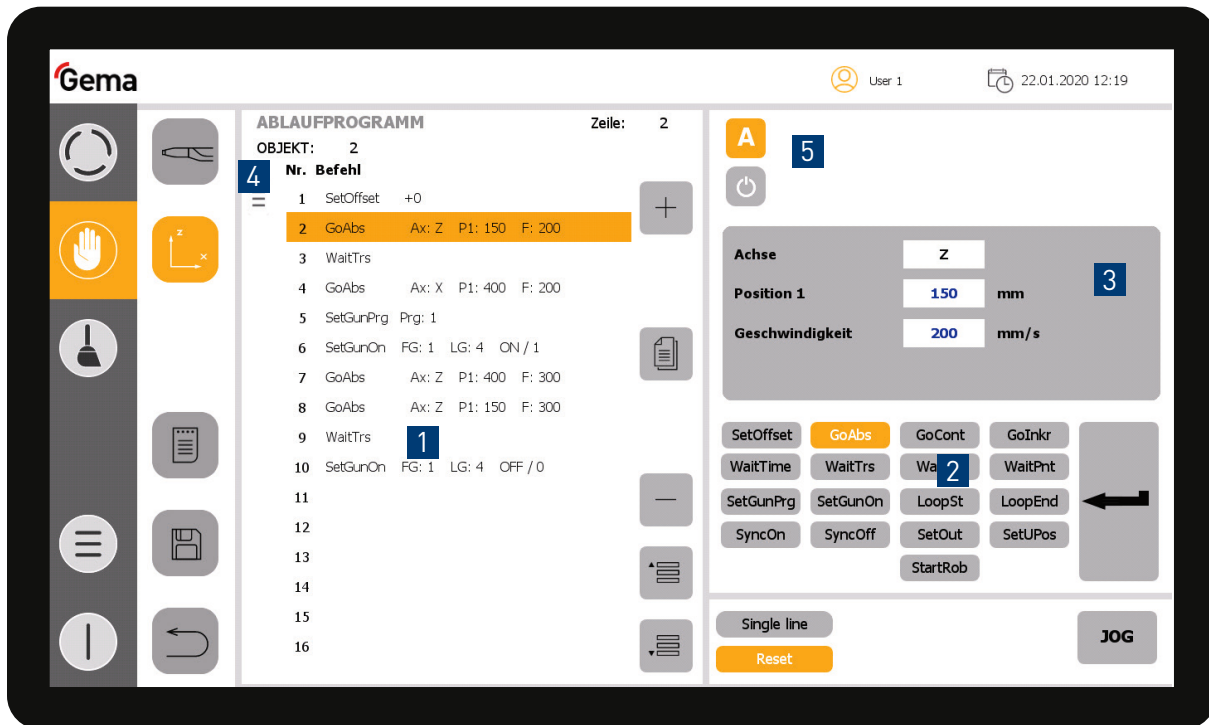 Gema
User 1
22.01.2020 12:19
ABLAUFPROGRAMM Zeile: 2
OBJEKT: 2
4
Nr. Befehl
1 SetOffset +0
2 GoAbs Ax: Z P1: 150 F: 200
3 WaitTrs
4 GoAbs Ax: X P1: 400 F: 200
5 SetGunPrg Prg: 1
6 SetGunOn FG: 1 LG: 4 ON / 1
7 GoAbs Ax: Z P1: 400 F: 300
8 GoAbs Ax: Z P1: 150 F: 300
9 WaitTrs
1
10 SetGunOn FG: 1 LG: 4 OFF / 0
11
12
13
14
15
16
z
x
A
5
Achse Z
Position 1 150 mm
3
Geschwindigkeit 200 mm/s
SetOffset GoAbs GoCont GoInkr
WaitTime WaitTrs WaitPnt
2
SetGunPrg SetGunOn LoopSt LoopEnd
SyncOn SyncOff SetOut SetUPos
StartRob
Single line
Reset
JOG